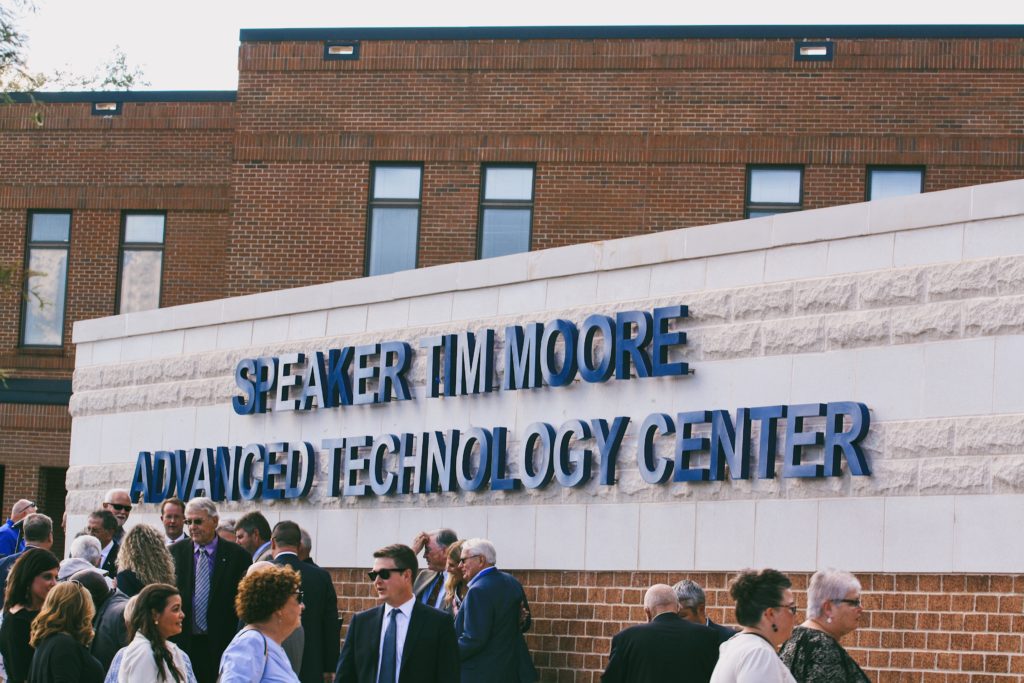 SPEAKER TIM MOORE
ADVANCED TECHNOLOGY CENTER